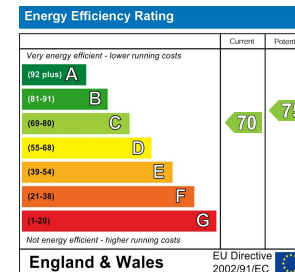 Energy Efficiency Rating
Current
Very energy efficient - lower running costs
(92 plus) A
(81-91) B
(69-80) C
70
(55-68) D
(39-54) E
(21-38) F
(1-20) G
Not energy efficient - higher running costs
England & Wales
EU Directive
2002/91/EC